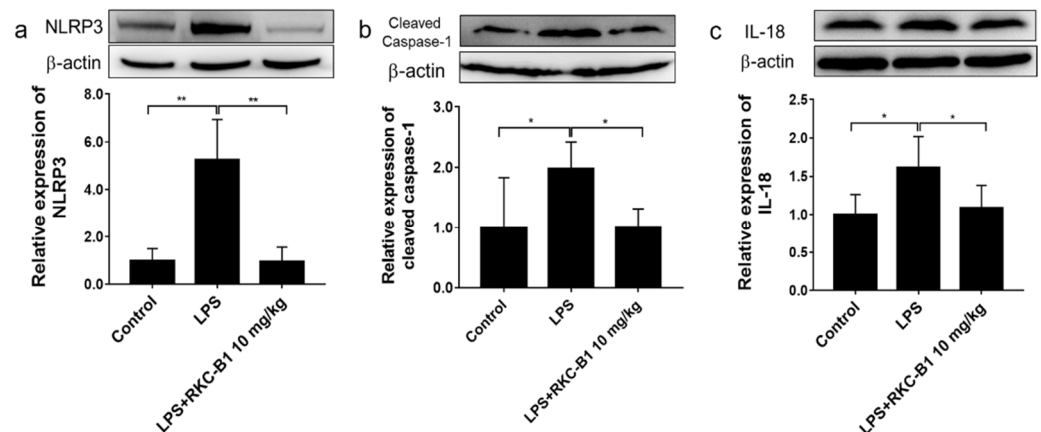 a
NLRP3
β-actin
Relative expression of
NLRP3
8.0
6.0
4.0
2.0
0.0
**
**
Control
LPS
LPS+RKC-B1 10 mg/kg
b
Cleaved
Caspase-1
β-actin
Relative expression of
cleaved caspase-1
3.0
2.0
1.0
0.0
*
*
Control
LPS
LPS+RKC-B1 10 mg/kg
c
IL-18
β-actin
Relative expression of
IL-18
2.5
2.0
1.5
1.0
0.5
0.0
*
*
Control
LPS
LPS+RKC-B1 10 mg/kg